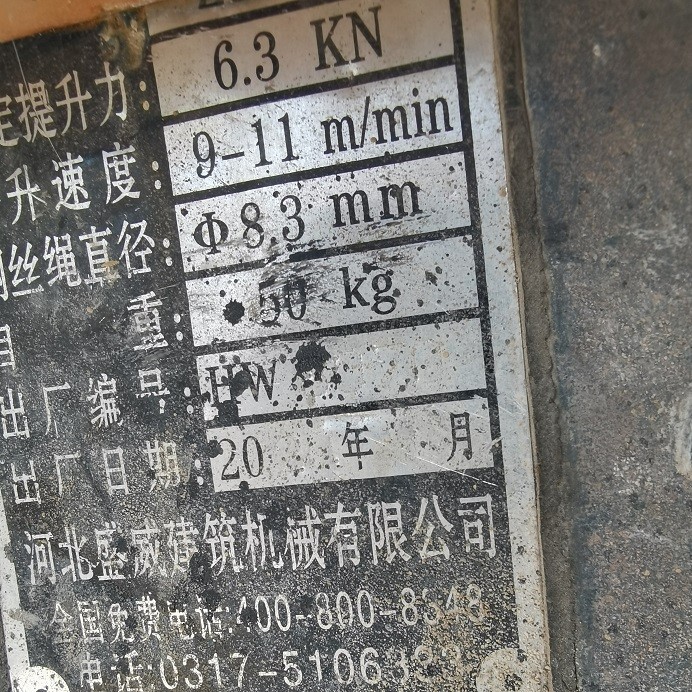 定提升力: 6.3 KN
升速度: 9-11 m/min
钢丝绳直径: Φ8.3 mm
自 重: 50 kg
出厂编号: HW
出厂日期: 20 年 月
河北盛威建筑机械有限公司
全国免费电话:400-800-8348
电话:0317-51063